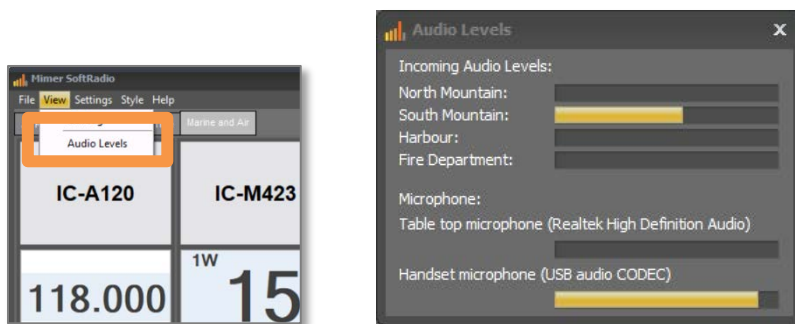 Mimer SoftRadio
File View Settings Style Help
Marine and Air
Audio Levels
IC-A120
IC-M423
118.000
1W
15
Audio Levels
X
Incoming Audio Levels:
North Mountain:
South Mountain:
Harbour:
Fire Department:
Microphone:
Table top microphone (Realtek High Definition Audio)
Handset microphone (USB audio CODEC)